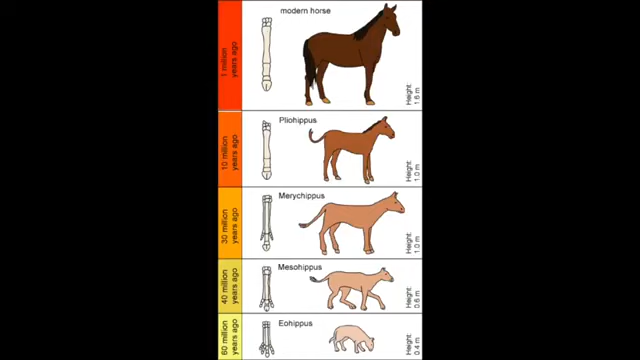 modern horse
1 million
years ago
Height:
1.6 m
Pliohippus
10 million
years ago
Height:
1.0 m
Merychippus
30 million
years ago
Height:
1.0 m
Mesohippus
40 million
years ago
Height:
0.6 m
Eohippus
60 million
years ago
Height:
0.4 m